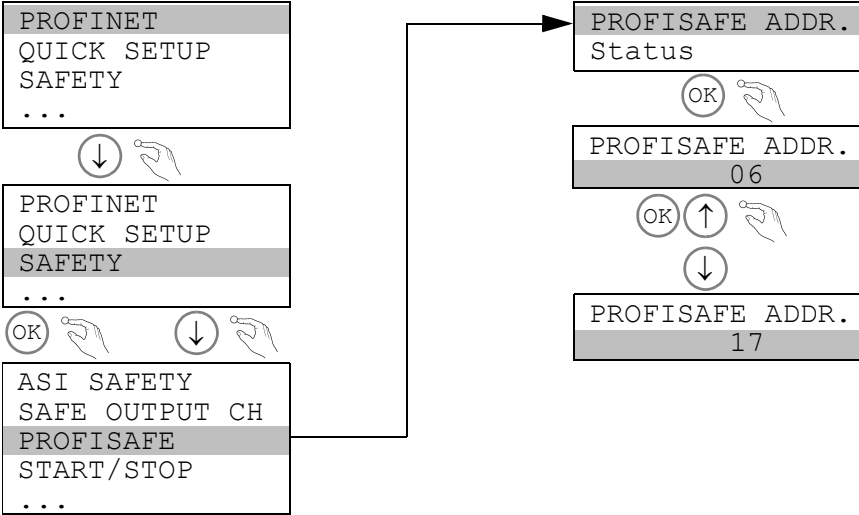 PROFINET
QUICK SETUP
SAFETY
...
↓
PROFINET
QUICK SETUP
SAFETY
...
OK ↓
ASI SAFETY
SAFE OUTPUT CH
PROFISAFE
START/STOP
...
PROFISAFE ADDR.
Status
OK
PROFISAFE ADDR.
06
OK ↑
↓
PROFISAFE ADDR.
17